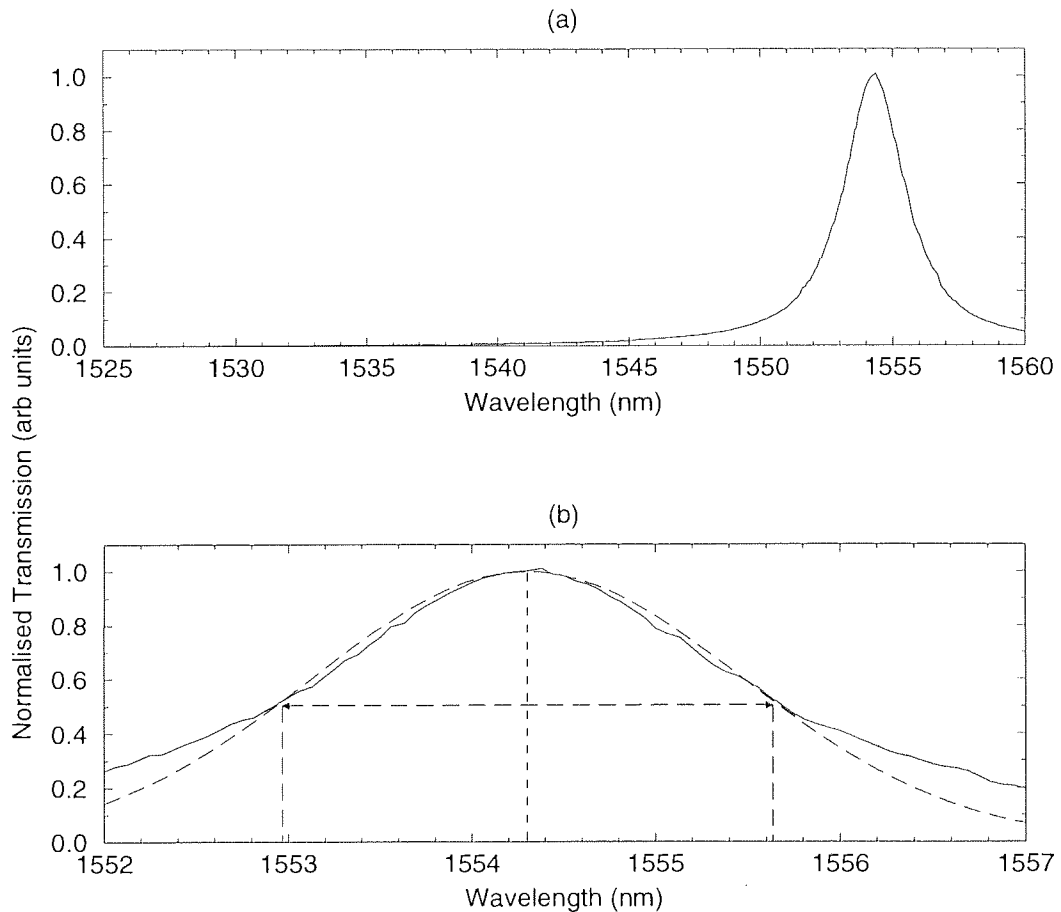 (a)
1.0
0.8
0.6
0.4
0.2
0.0
1525 1530 1535 1540 1545 1550 1555 1560
Wavelength (nm)
Normalised Transmission (arb units)
(b)
1.0
0.8
0.6
0.4
0.2
0.0
1552 1553 1554 1555 1556 1557
Wavelength (nm)